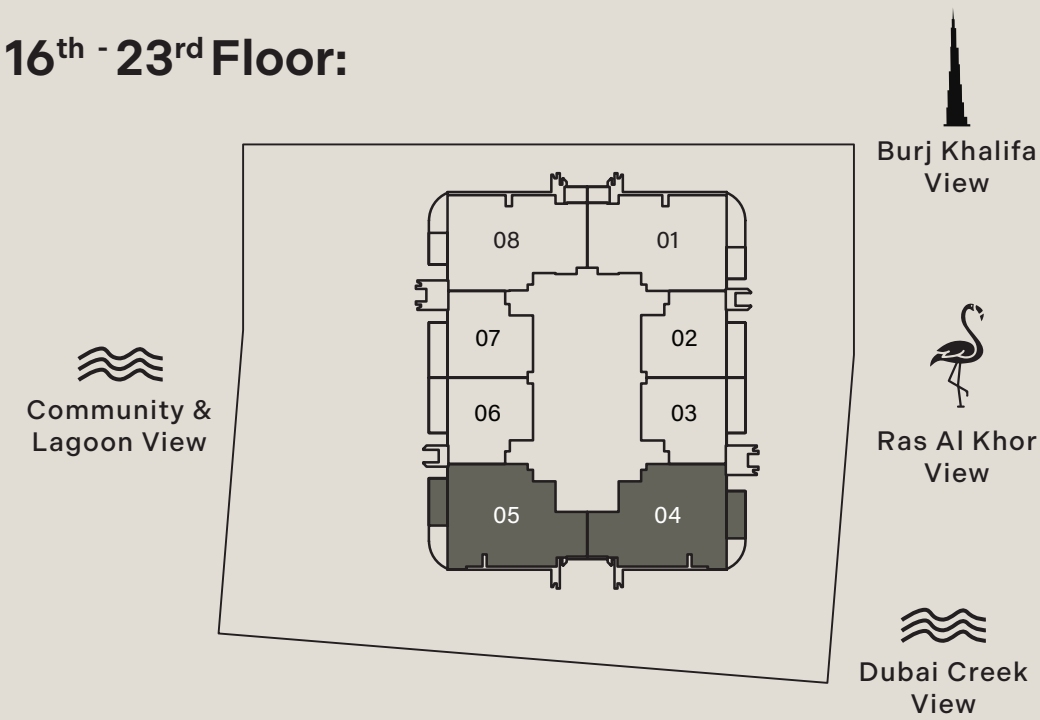 16th - 23rd Floor:
Burj Khalifa
View
08
01
07
02
Community &
Lagoon View
06
03
Ras Al Khor
View
05
04
Dubai Creek
View